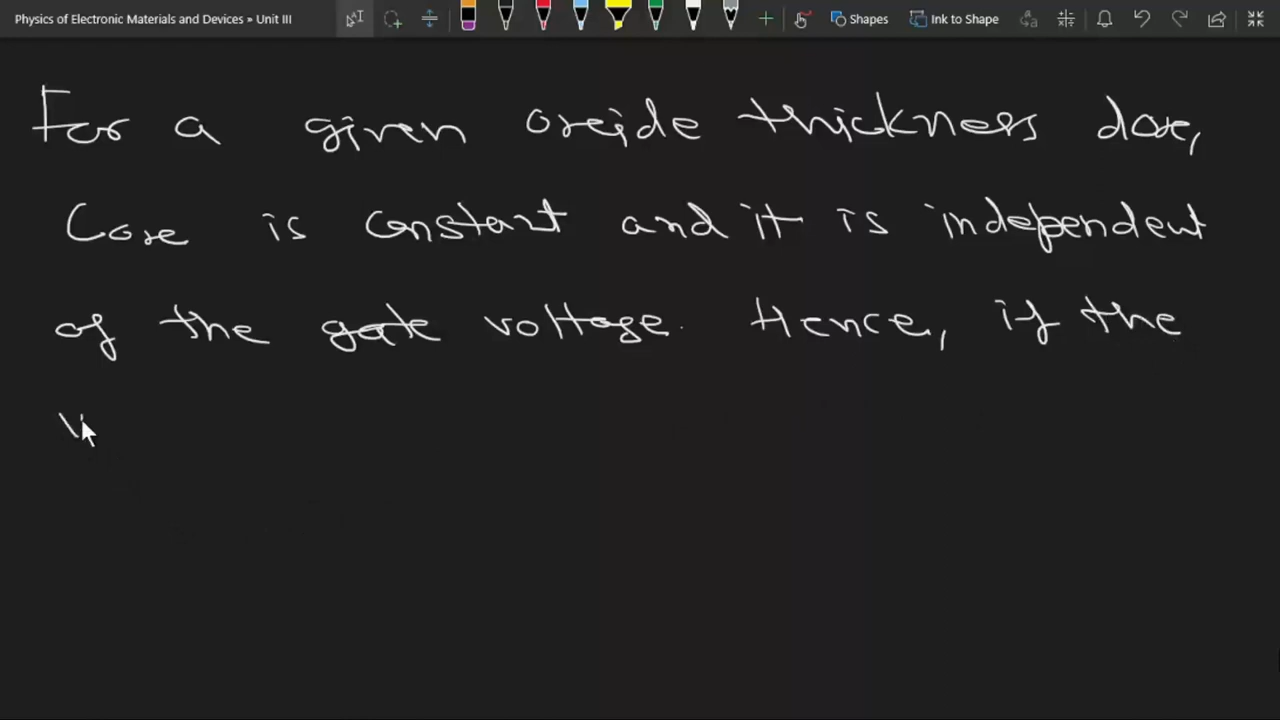 Physics of Electronic Materials and Devices » Unit III
Shapes
Ink to Shape
For a given oxide thickness dox,
Cox is constant and it is independent
of the gate voltage. Hence, if the